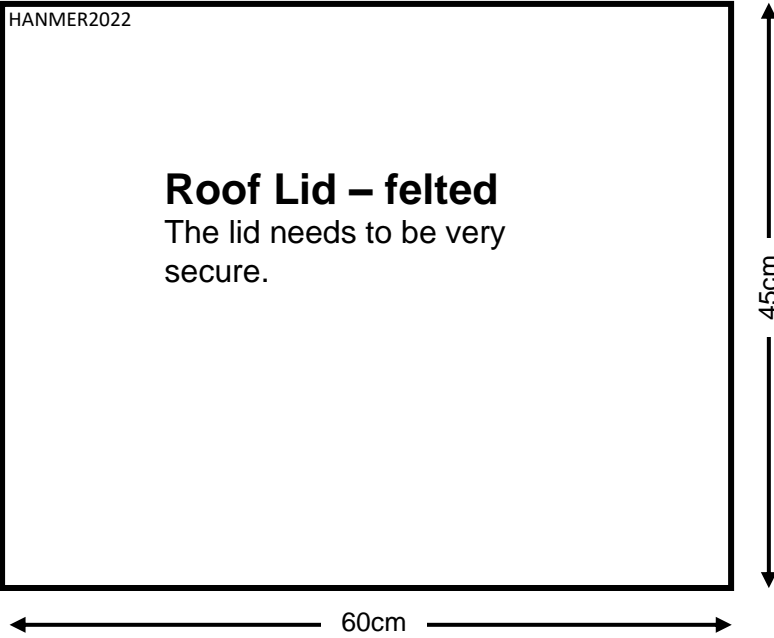 HANMER2022
Roof Lid – felted
The lid needs to be very
secure.
45cm
60cm